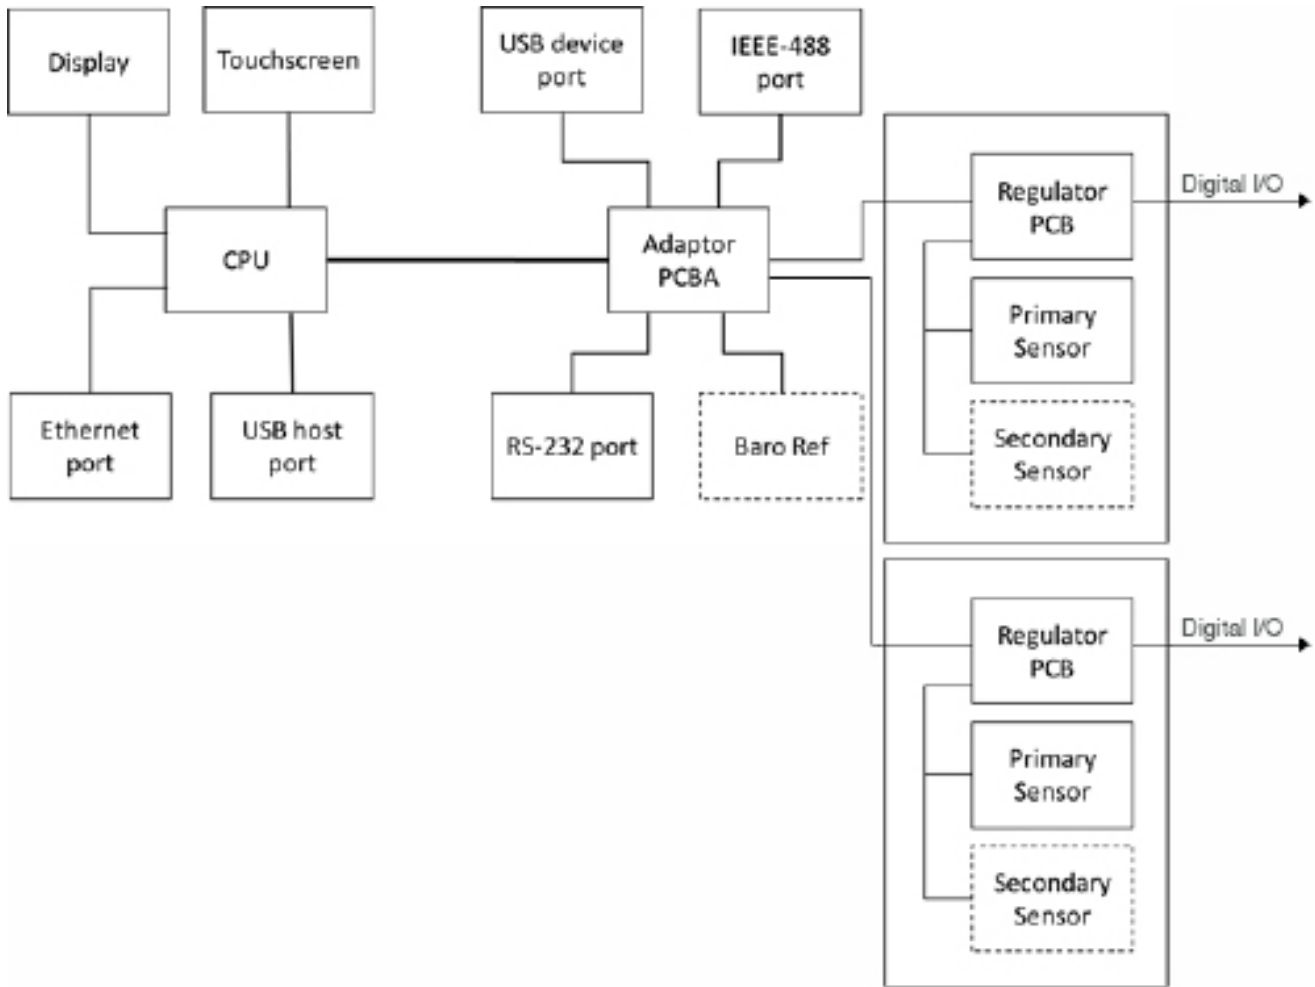 Display
Touchscreen
USB device
port
IEEE-488
port
CPU
Adaptor
PCBA
Ethernet
port
USB host
port
RS-232 port
Baro Ref
Regulator
PCB
Digital I/O
Primary
Sensor
Secondary
Sensor
Regulator
PCB
Digital I/O
Primary
Sensor
Secondary
Sensor